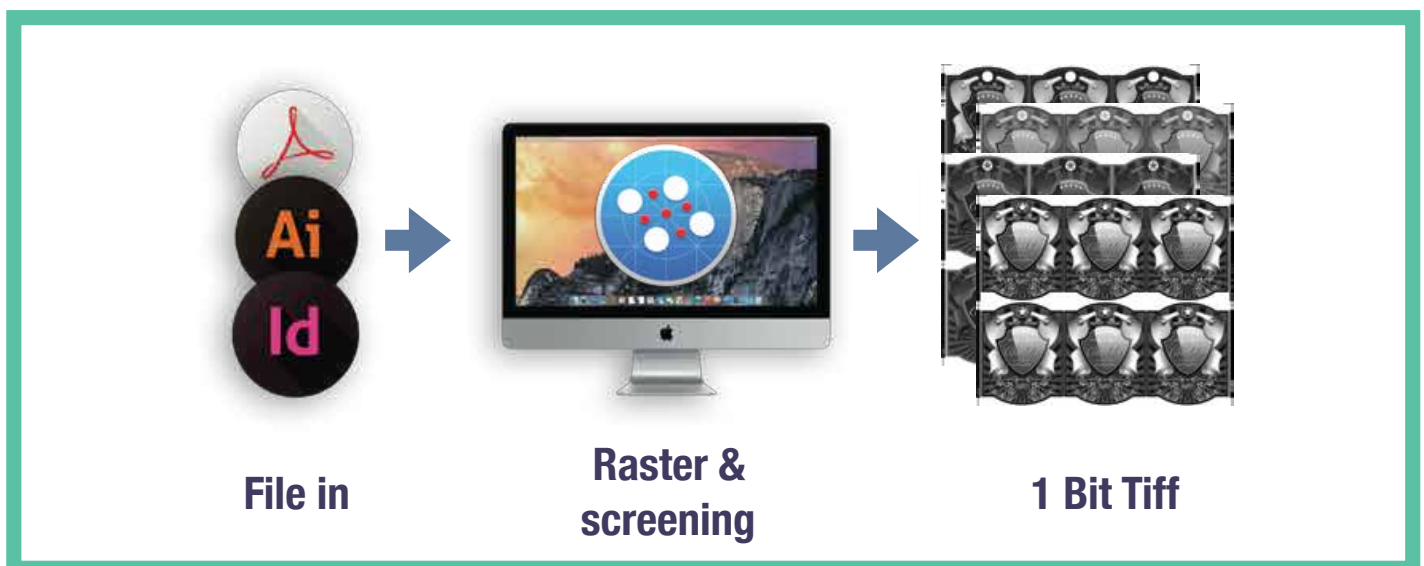 Ai
Id
File in
Raster &
screening
1 Bit Tiff